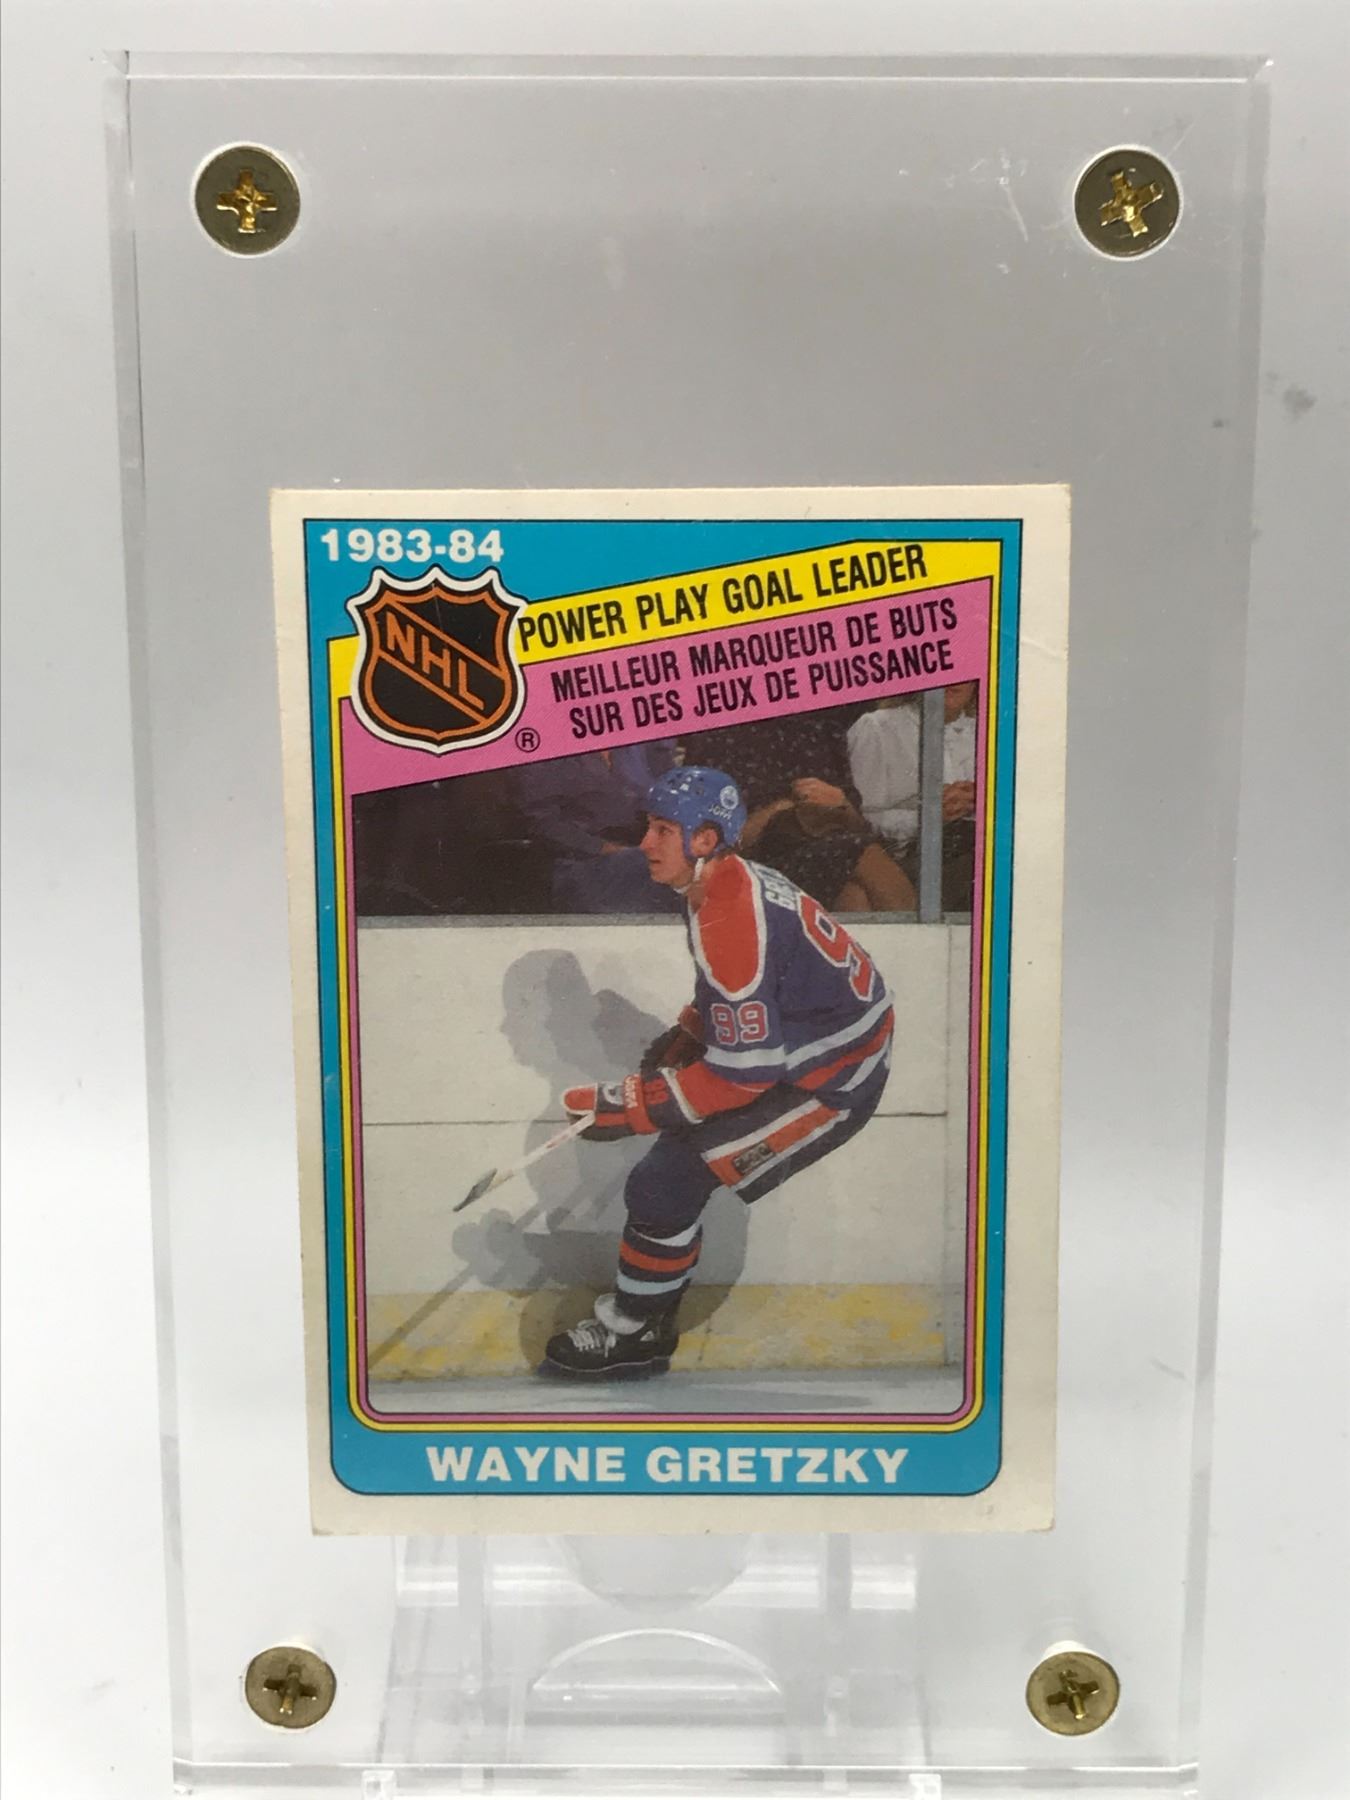 1983-84
NHL
®
POWER PLAY GOAL LEADER
MEILLEUR MARQUEUR DE BUTS
SUR DES JEUX DE PUISSANCE
99
99
WAYNE GRETZKY